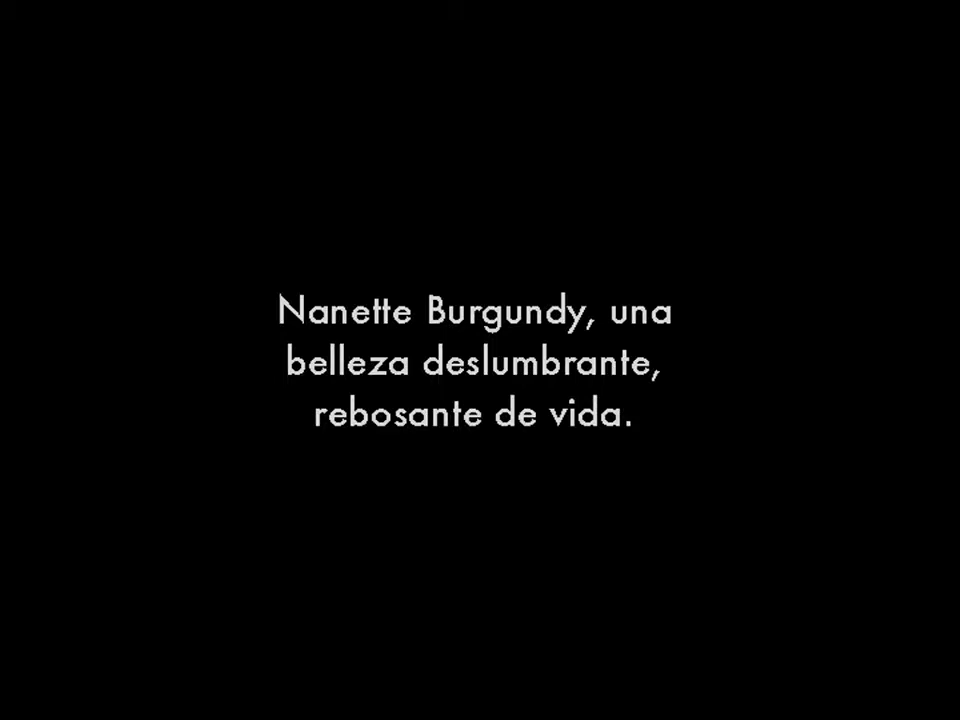 Nanette Burgundy, una
belleza deslumbrante,
rebosante de vida.